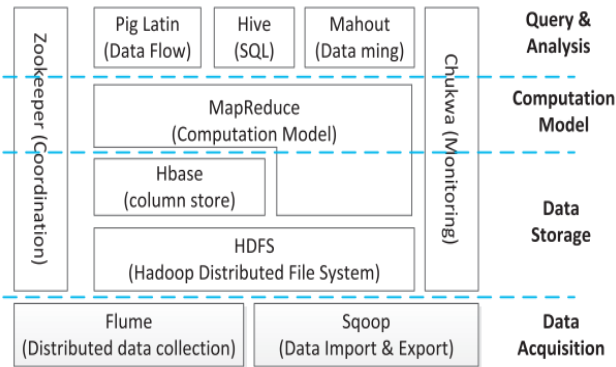 Zookeeper (Coordination)
Pig Latin
(Data Flow)
Hive
(SQL)
Mahout
(Data ming)
Chukwa (Monitoring)
Query &
Analysis
MapReduce
(Computation Model)
Computation
Model
Hbase
(column store)
HDFS
(Hadoop Distributed File System)
Data
Storage
Flume
(Distributed data collection)
Sqoop
(Data Import & Export)
Data
Acquisition